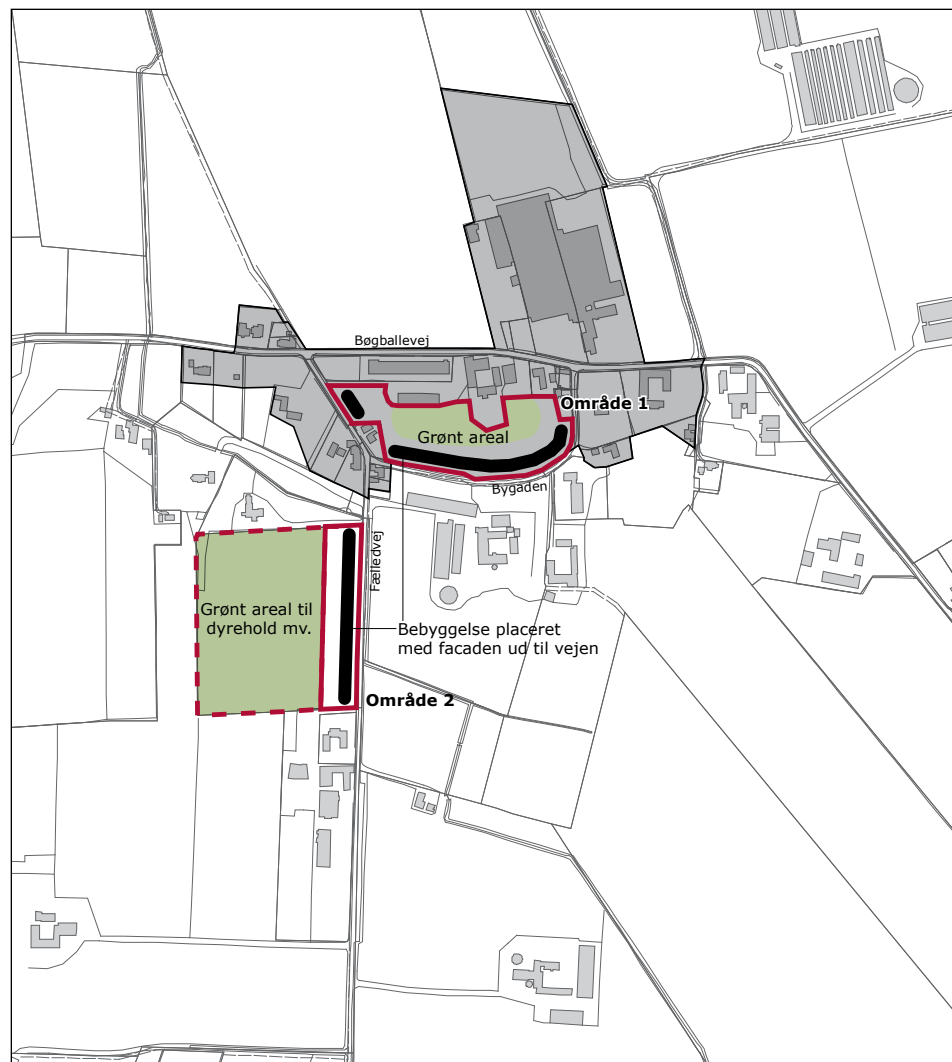 Bøgballevej
Område 1
Grønt areal
Bygaden
Fælledvej
Grønt areal til
dyrehold mv.
Bebyggelse placeret
med facaden ud til vejen
Område 2